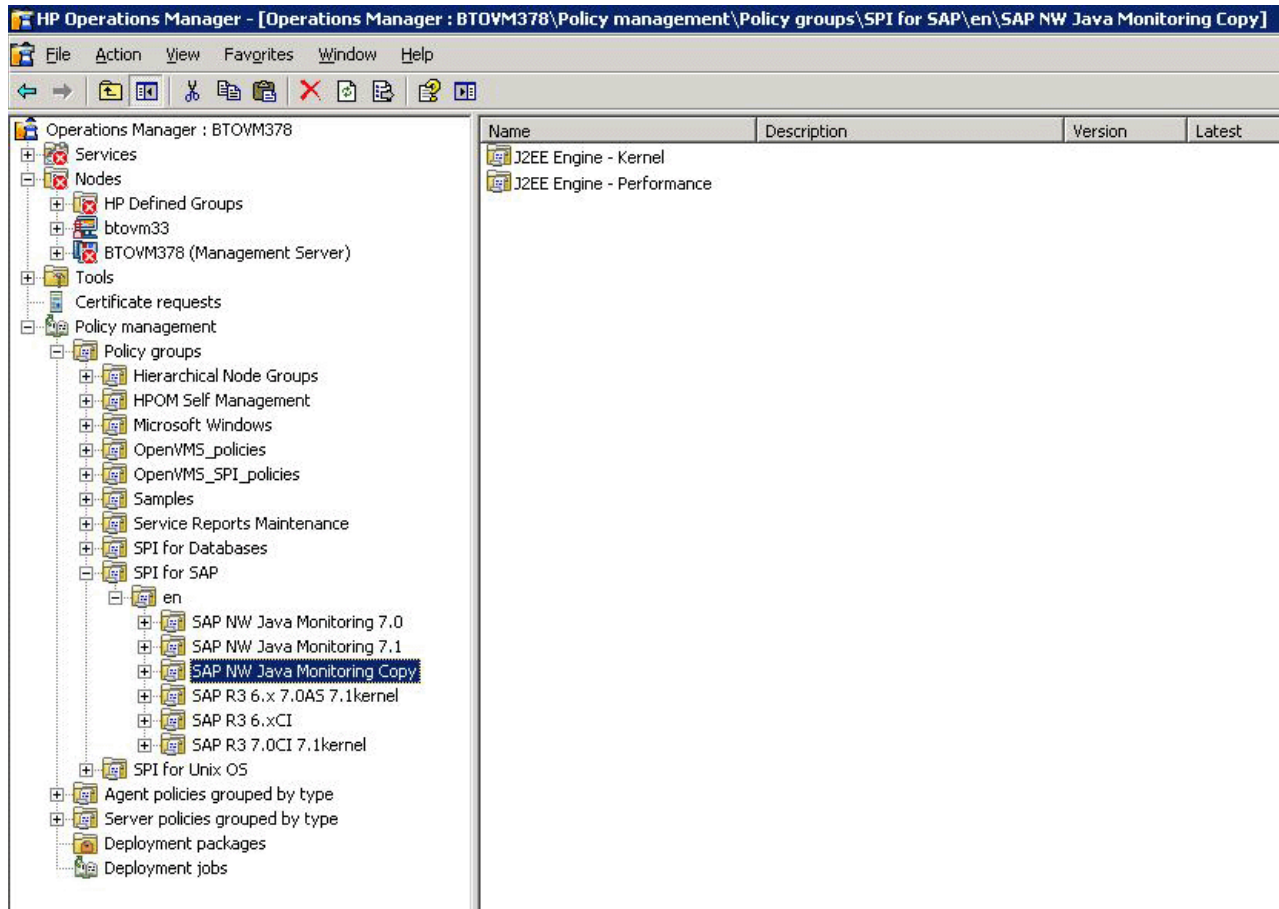 HP Operations Manager - [Operations Manager : BTOVM378\Policy management\Policy groups\SPI for SAP\en\SAP NW Java Monitoring Copy]
File Action View Favorites Window Help
Operations Manager : BTOVM378
Services
Nodes
HP Defined Groups
btovm33
BTOVM378 (Management Server)
Tools
Certificate requests
Policy management
Policy groups
Hierarchical Node Groups
HPOM Self Management
Microsoft Windows
OpenVMS_policies
OpenVMS_SPI_policies
Samples
Service Reports Maintenance
SPI for Databases
SPI for SAP
en
SAP NW Java Monitoring 7.0
SAP NW Java Monitoring 7.1
SAP NW Java Monitoring Copy
SAP R3 6.x 7.0AS 7.1kernel
SAP R3 6.xCI
SAP R3 7.0CI 7.1kernel
SPI for Unix OS
Agent policies grouped by type
Server policies grouped by type
Deployment packages
Deployment jobs
Name Description Version Latest
J2EE Engine - Kernel
J2EE Engine - Performance